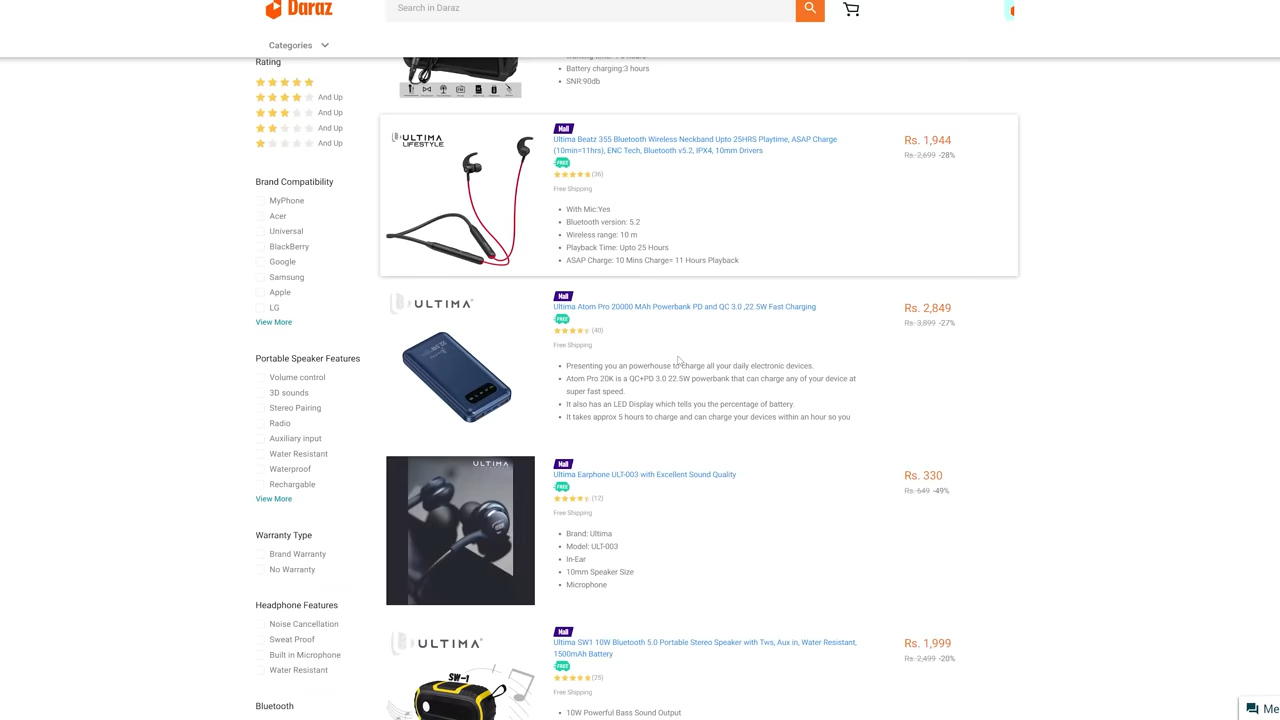 Daraz
Search in Daraz
Categories
Rating
And Up
And Up
And Up
And Up
Brand Compatibility
MyPhone
Acer
Universal
BlackBerry
Google
Samsung
Apple
LG
View More
Portable Speaker Features
Volume control
3D sounds
Stereo Pairing
Radio
Auxiliary input
Water Resistant
Waterproof
Rechargable
View More
Warranty Type
Brand Warranty
No Warranty
Headphone Features
Noise Cancellation
Sweat Proof
Built in Microphone
Water Resistant
Bluetooth
Battery charging:3 hours
SNR:90db
ULTIMA
LIFESTYLE
Mall
Ultima Beatz 355 Bluetooth Wireless Neckband Upto 25HRS Playtime, ASAP Charge
(10min=11hrs), ENC Tech, Bluetooth v5.2, IPX4, 10mm Drivers
FREE
(36)
Free Shipping
With Mic:Yes
Bluetooth version: 5.2
Wireless range: 10 m
Playback Time: Upto 25 Hours
ASAP Charge: 10 Mins Charge= 11 Hours Playback
Rs. 1,944
Rs. 2,699 -28%
ULTIMA
Mall
Ultima Atom Pro 20000 MAh Powerbank PD and QC 3.0 ,22.5W Fast Charging
FREE
(40)
Free Shipping
Presenting you an powerhouse to charge all your daily electronic devices.
Atom Pro 20K is a QC+PD 3.0 22.5W powerbank that can charge any of your device at
super fast speed.
It also has an LED Display which tells you the percentage of battery.
It takes approx 5 hours to charge and can charge your devices within an hour so you
Rs. 2,849
Rs. 3,899 -27%
ULTIMA
Mall
Ultima Earphone ULT-003 with Excellent Sound Quality
FREE
(12)
Free Shipping
Brand: Ultima
Model: ULT-003
In-Ear
10mm Speaker Size
Microphone
Rs. 330
Rs. 649 -49%
ULTIMA
SW-1
Mall
Ultima SW1 10W Bluetooth 5.0 Portable Stereo Speaker with Tws, Aux in, Water Resistant,
1500mAh Battery
FREE
(75)
Free Shipping
10W Powerful Bass Sound Output
Rs. 1,999
Rs. 2,499 -20%
Me